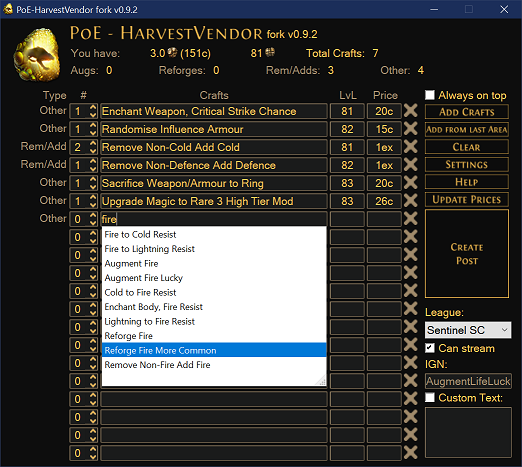 PoE-HarvestVendor fork v0.9.2
PoE - HarvestVendor fork v0.9.2
You have: 3.0 (151c) 81 Total Crafts: 7
Augs: 0 Reforges: 0 Rem/Adds: 3 Other: 4
Type # Crafts LvL Price
Always on top
Other 1 Enchant Weapon, Critical Strike Chance 81 20c
Add Crafts
Other 1 Randomise Influence Armour 82 15c
Add from last Area
Rem/Add 2 Remove Non-Cold Add Cold 81 1ex
Clear
Rem/Add 1 Remove Non-Defence Add Defence 82 1ex
Settings
Other 1 Sacrifice Weapon/Armour to Ring 83 20c
Help
Other 1 Upgrade Magic to Rare 3 High Tier Mod 83 26c
Update Prices
Other 0 fire
0 Fire to Cold Resist
0 Fire to Lightning Resist
Augment Fire
0 Augment Fire Lucky
0 Cold to Fire Resist
Enchant Body, Fire Resist
0 Lightning to Fire Resist
0 Reforge Fire
0 Reforge Fire More Common
0 Remove Non-Fire Add Fire
0
0
0
0
0
Create
Post
League:
Sentinel SC
Can stream
IGN:
AugmentLifeLuck
Custom Text: